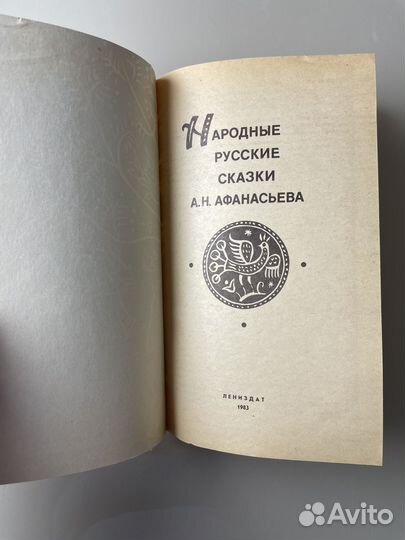 НАРОДНЫЕ
РУССКИЕ
СКАЗКИ
А.Н. АФАНАСЬЕВА
ЛЕНИЗДАТ
1983
Avito